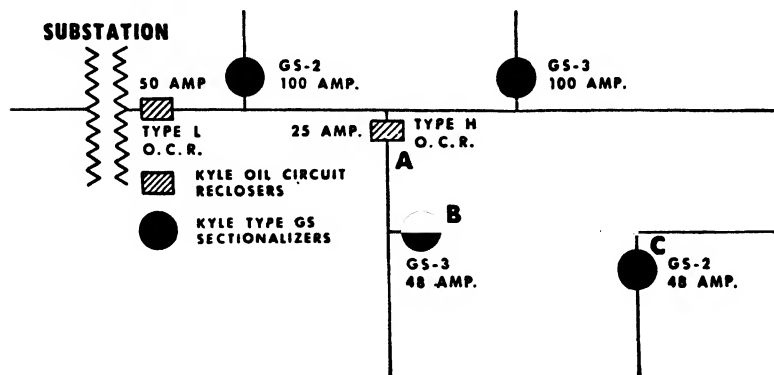 SUBSTATION
50 AMP
TYPE L
O.C.R.
GS-2
100 AMP.
GS-3
100 AMP.
25 AMP.
TYPE H
O.C.R.
A
KYLE OIL CIRCUIT
RECLOSERS
KYLE TYPE GS
SECTIONALIZERS
B
GS-3
48 AMP.
C
GS-2
48 AMP.